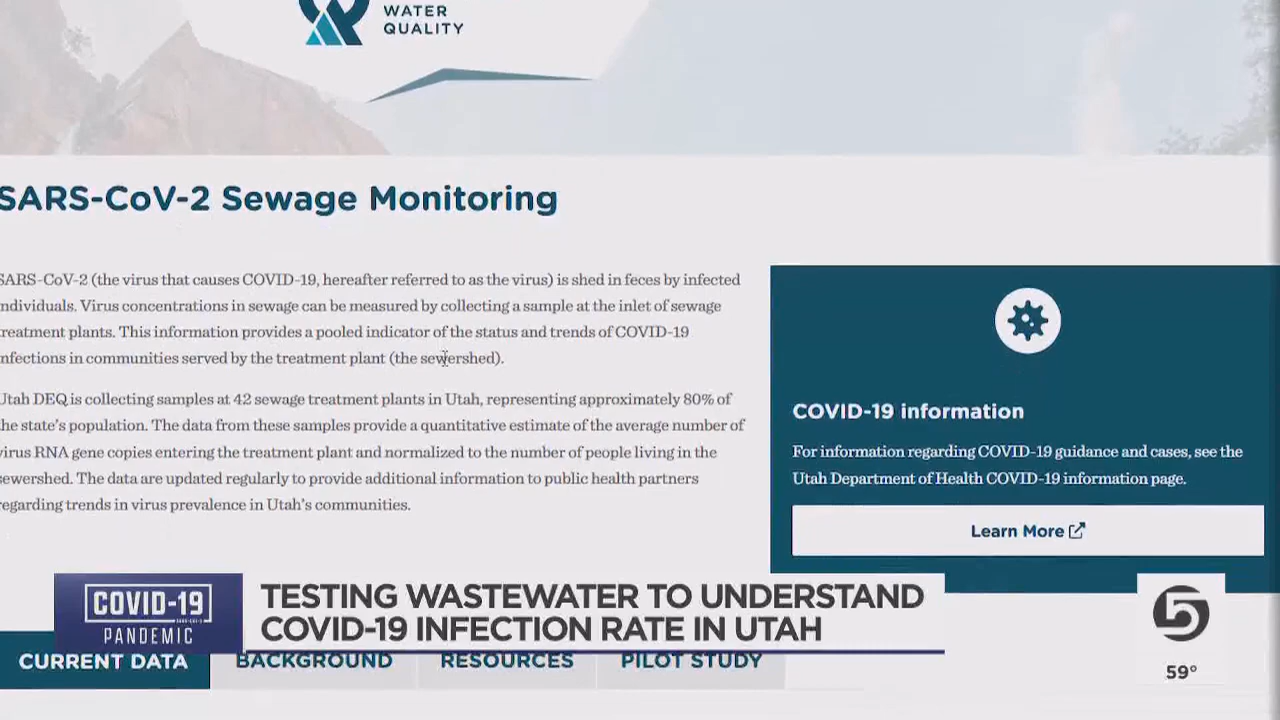 WATER
QUALITY
SARS-CoV-2 Sewage Monitoring
SARS-CoV-2 (the virus that causes COVID-19, hereafter referred to as the virus) is shed in feces by infected
ndividuals. Virus concentrations in sewage can be measured by collecting a sample at the inlet of sewage
treatment plants. This information provides a pooled indicator of the status and trends of COVID-19
nfections in communities served by the treatment plant (the sewershed).
Utah DEQ is collecting samples at 42 sewage treatment plants in Utah, representing approximately 80% of
the state's population. The data from these samples provide a quantitative estimate of the average number of
virus RNA gene copies entering the treatment plant and normalized to the number of people living in the
sewershed. The data are updated regularly to provide additional information to public health partners
regarding trends in virus prevalence in Utah's communities.
COVID-19 information
For information regarding COVID-19 guidance and cases, see the
Utah Department of Health COVID-19 information page.
Learn More
COVID-19
PANDEMIC
TESTING WASTEWATER TO UNDERSTAND
COVID-19 INFECTION RATE IN UTAH
5
59°
CURRENT DATA
BACKGROUND
RESOURCES
PILOT STUDY